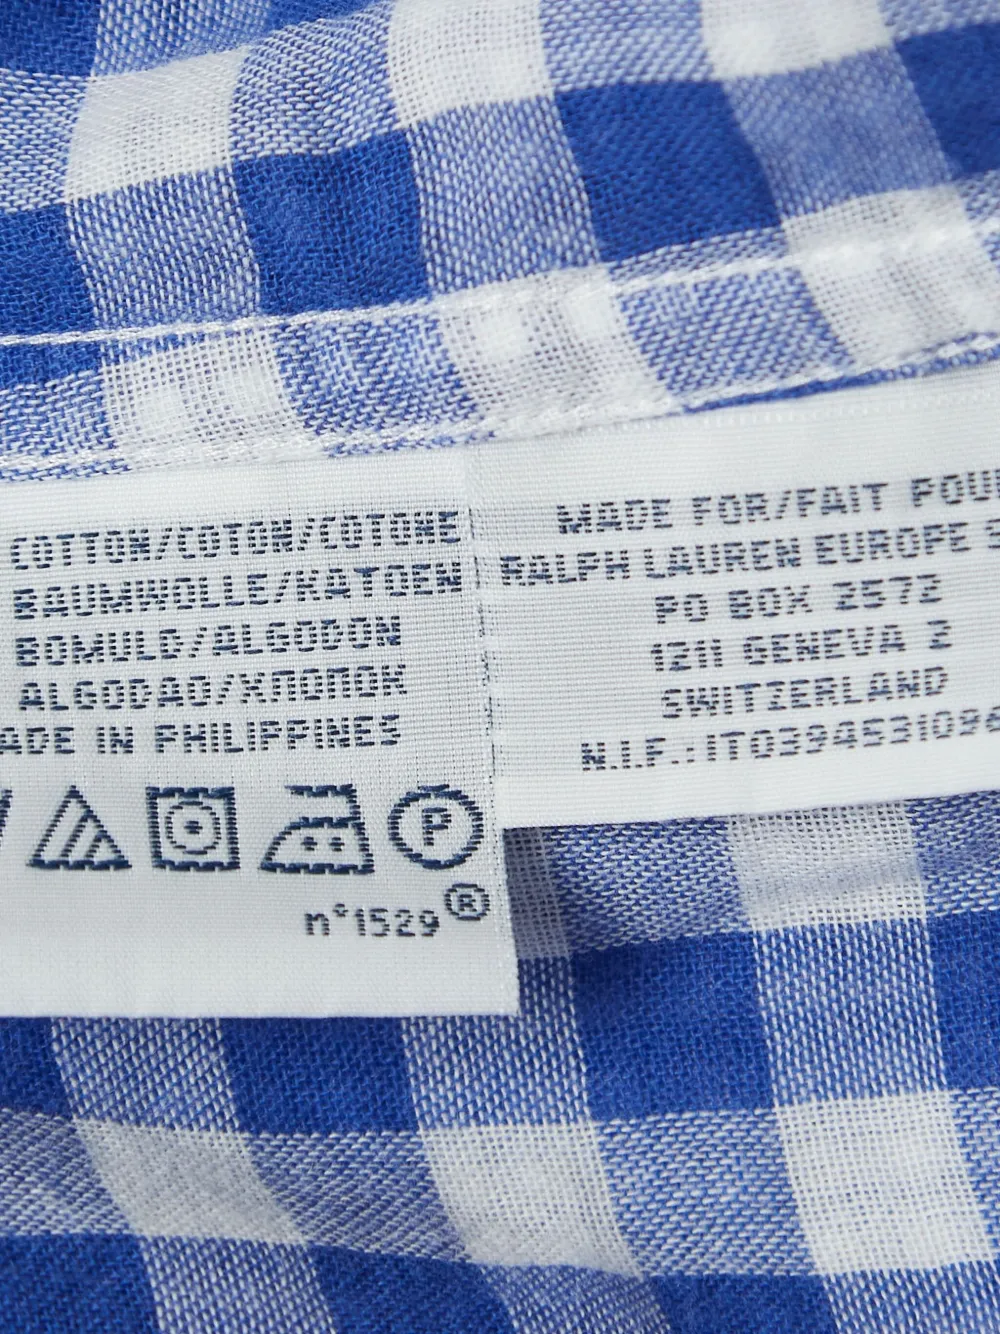 COTTON/COTON/COTONE
BAUMWOLLE/KATOEN
BOMULD/ALGODON
ALGODAO/ХЛОПОК
ADE IN PHILIPPINES
P
n°1529®
MADE FOR/FAIT POU
RALPH LAUREN EUROPE S
PO BOX 2572
1211 GENEVA 2
SWITZERLAND
N.I.F.:IT0394531096